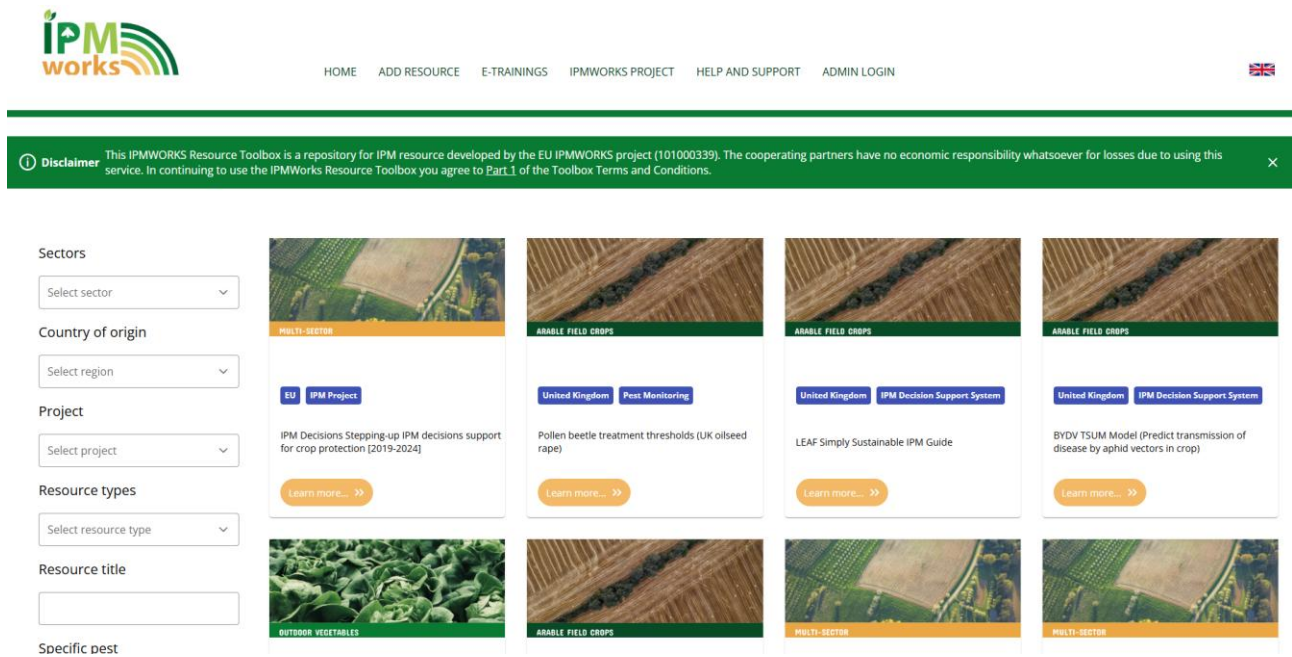 IPM
works
HOME
ADD RESOURCE
E-TRAININGS
IPMWORKS PROJECT
HELP AND SUPPORT
ADMIN LOGIN
Disclaimer
This IPMWORKS Resource Toolbox is a repository for IPM resource developed by the EU IPMWORKS project (101000339). The cooperating partners have no economic responsibility whatsoever for losses due to using this
service. In continuing to use the IPMWorks Resource Toolbox you agree to Part 1 of the Toolbox Terms and Conditions.
Sectors
Select sector
Country of origin
Select region
Project
Select project
Resource types
Select resource type
Resource title
Specific pest
MULTI-SECTOR
EU
IPM Project
IPM Decisions Stepping-up IPM decisions support
for crop protection [2019-2024]
Learn more...
ARABLE FIELD CROPS
United Kingdom
Pest Monitoring
Pollen beetle treatment thresholds (UK oilseed
rape)
Learn more...
ARABLE FIELD CROPS
United Kingdom
IPM Decision Support System
LEAF Simply Sustainable IPM Guide
Learn more...
ARABLE FIELD CROPS
United Kingdom
IPM Decision Support System
BYDV TSUM Model (Predict transmission of
disease by aphid vectors in crop)
Learn more...
OUTDOOR VEGETABLES
ARABLE FIELD CROPS
MULTI-SECTOR
MULTI-SECTOR